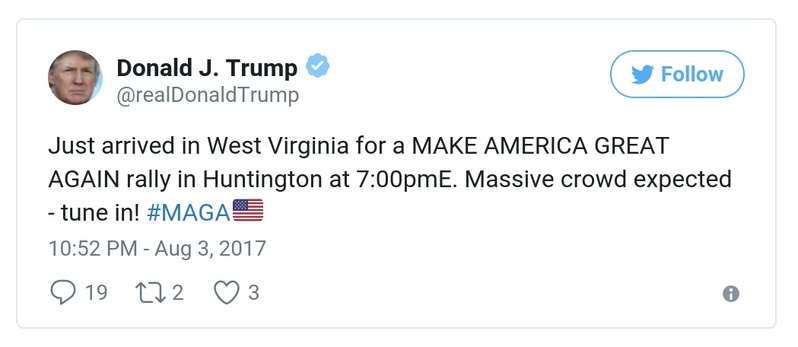 Donald J. Trump
@realDonaldTrump
Follow
Just arrived in West Virginia for a MAKE AMERICA GREAT
AGAIN rally in Huntington at 7:00pmE. Massive crowd expected
- tune in! #MAGA🇺🇸
10:52 PM - Aug 3, 2017
19 2 3